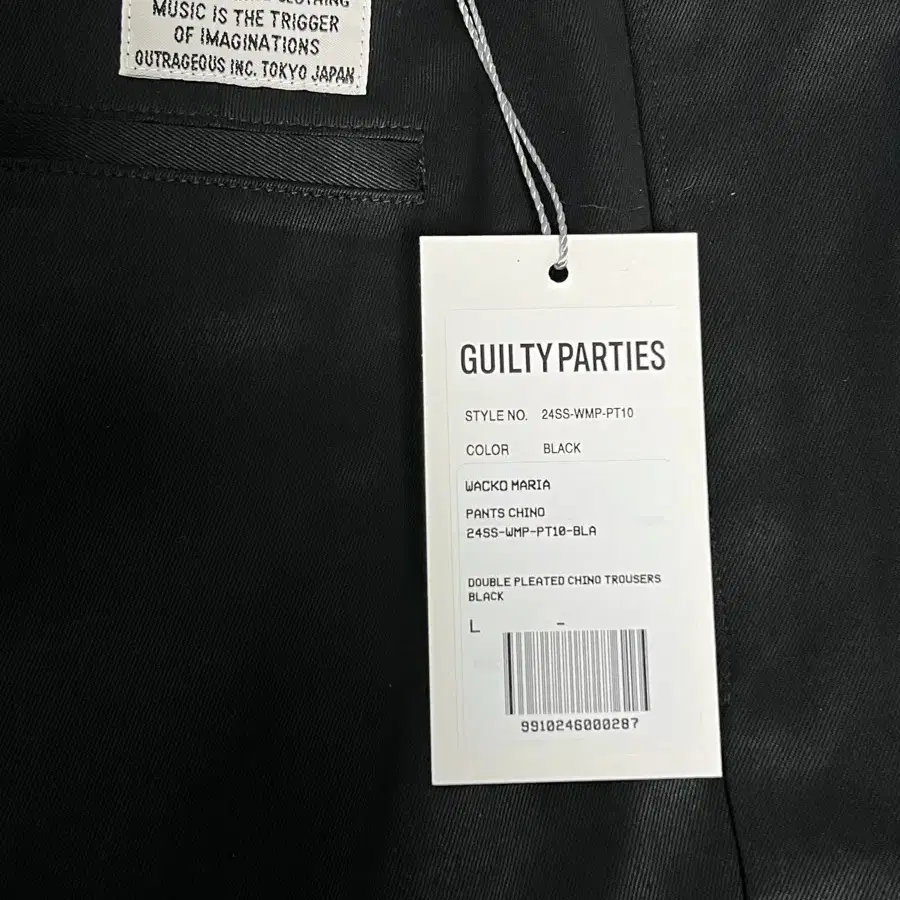 CLOTHING
MUSIC IS THE TRIGGER
OF IMAGINATIONS
OUTRAGEOUS INC. TOKYO JAPAN
GUILTY PARTIES
STYLE NO. 24SS-WMP-PT10
COLOR BLACK
WACKO MARIA
PANTS CHINO
24SS-WMP-PT10-BLA
DOUBLE PLEATED CHINO TROUSERS
BLACK
L -
9910246000287